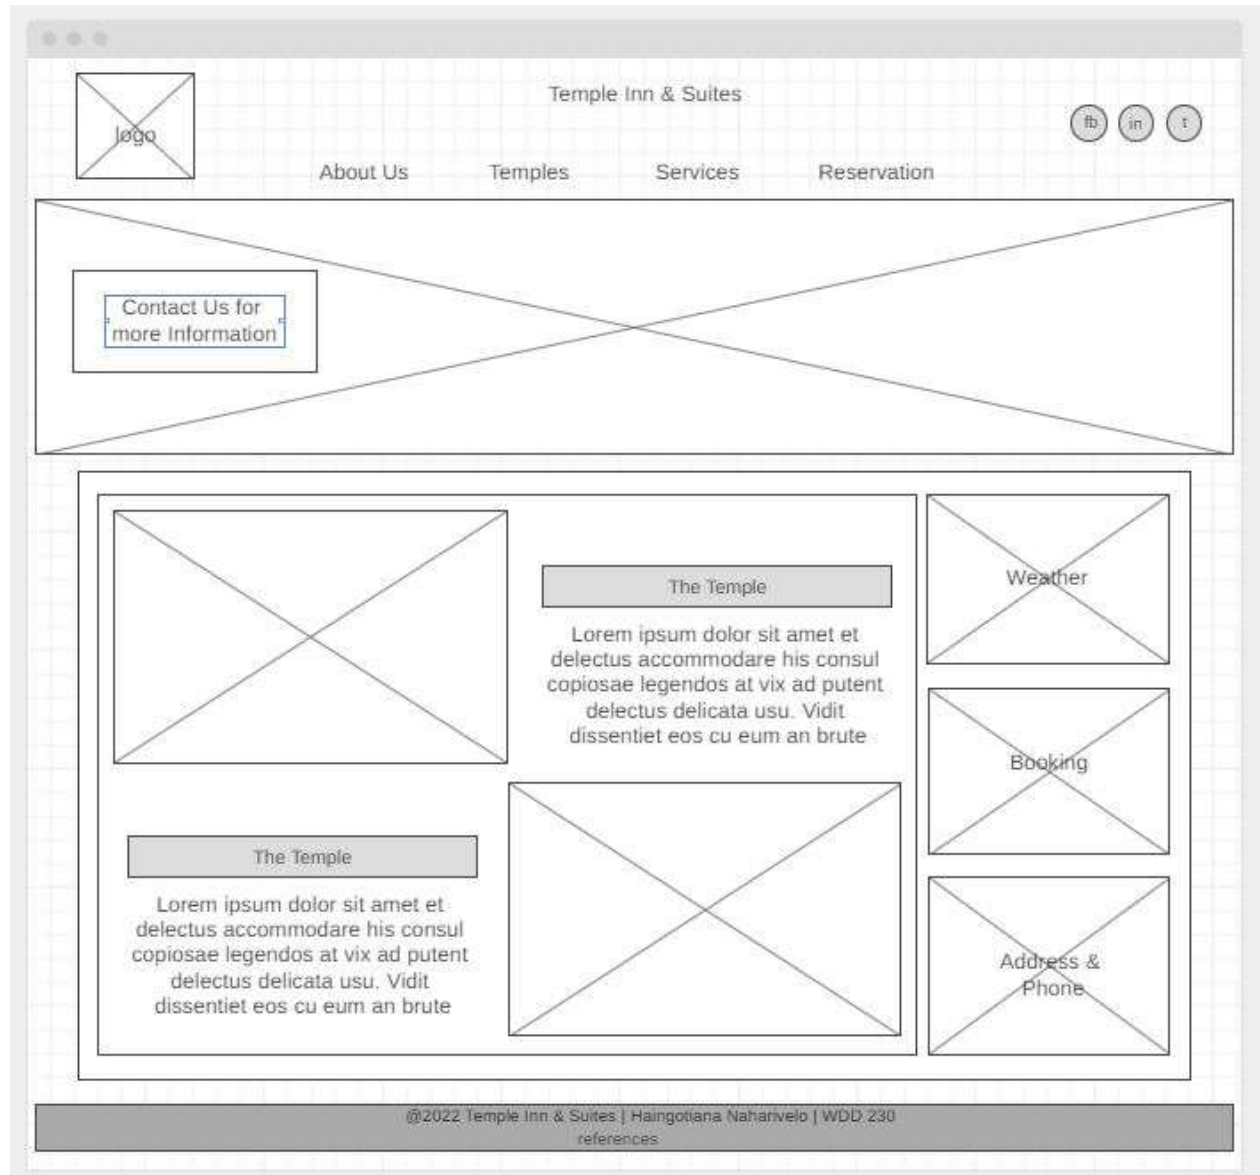 Temple Inn & Suites
logo
fb in t
About Us Temples Services Reservation
Contact Us for
more Information
The Temple
Lorem ipsum dolor sit amet et
delectus accommodare his consul
copiosae legendos at vix ad putent
delectus delicata usu. Vidit
dissentiet eos cu eum an brute
Weather
Booking
The Temple
Lorem ipsum dolor sit amet et
delectus accommodare his consul
copiosae legendos at vix ad putent
delectus delicata usu. Vidit
dissentiet eos cu eum an brute
Address &
Phone
@2022 Temple Inn & Suites | Haingotiana Naharivelo | WDD 230
references